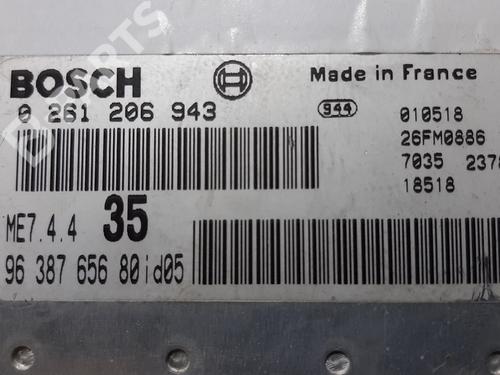 BOSCH
Made in France
0 261 206 943
944
010518
26FM0886
7035 2378
18518
ME7.4.4 35
96 387 656 80id05